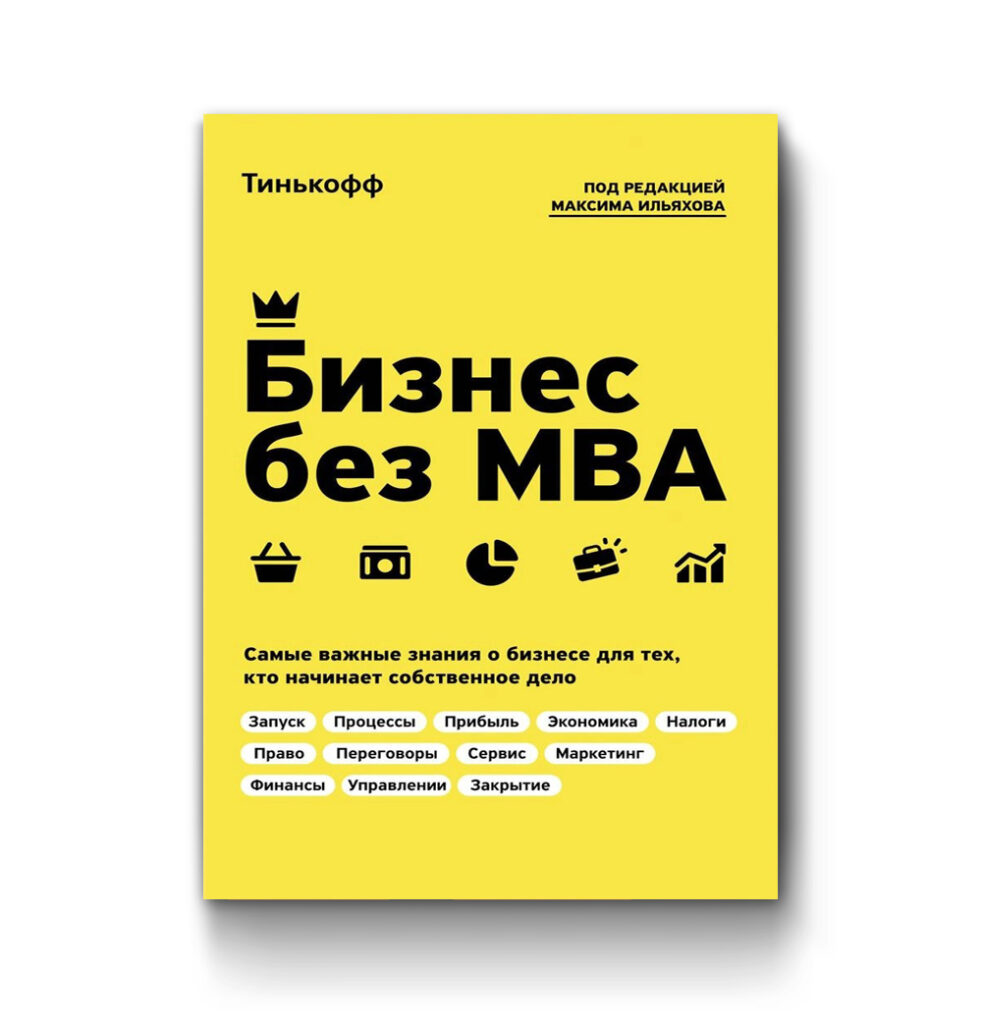 Тинькофф
ПОД РЕДАКЦИЕЙ
МАКСИМА ИЛЬЯХОВА
Бизнес
без МВА
Самые важные знания о бизнесе для тех,
кто начинает собственное дело
Запуск Процессы Прибыль Экономика Налоги
Право Переговоры Сервис Маркетинг
Финансы Управлении Закрытие